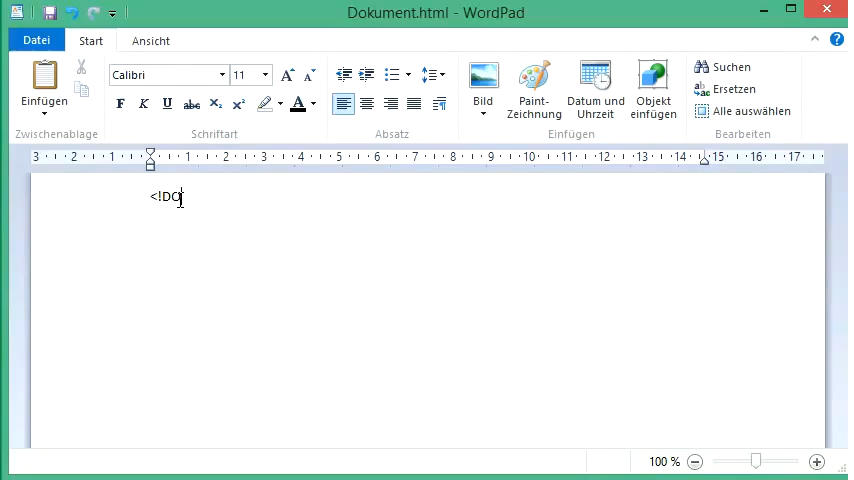 Dokument.html - WordPad
Datei Start Ansicht
Einfügen
Zwischenablage
Calibri 11 A A
F K U abc X₂ X² A
Schriftart
Absatz
Bild
Paint-Zeichnung
Datum und Uhrzeit
Objekt einfügen
Einfügen
Suchen
Ersetzen
Alle auswählen
Bearbeiten
3 2 1 1 2 3 4 5 6 7 8 9 10 11 12 13 14 15 16 17
<!DO
100 %